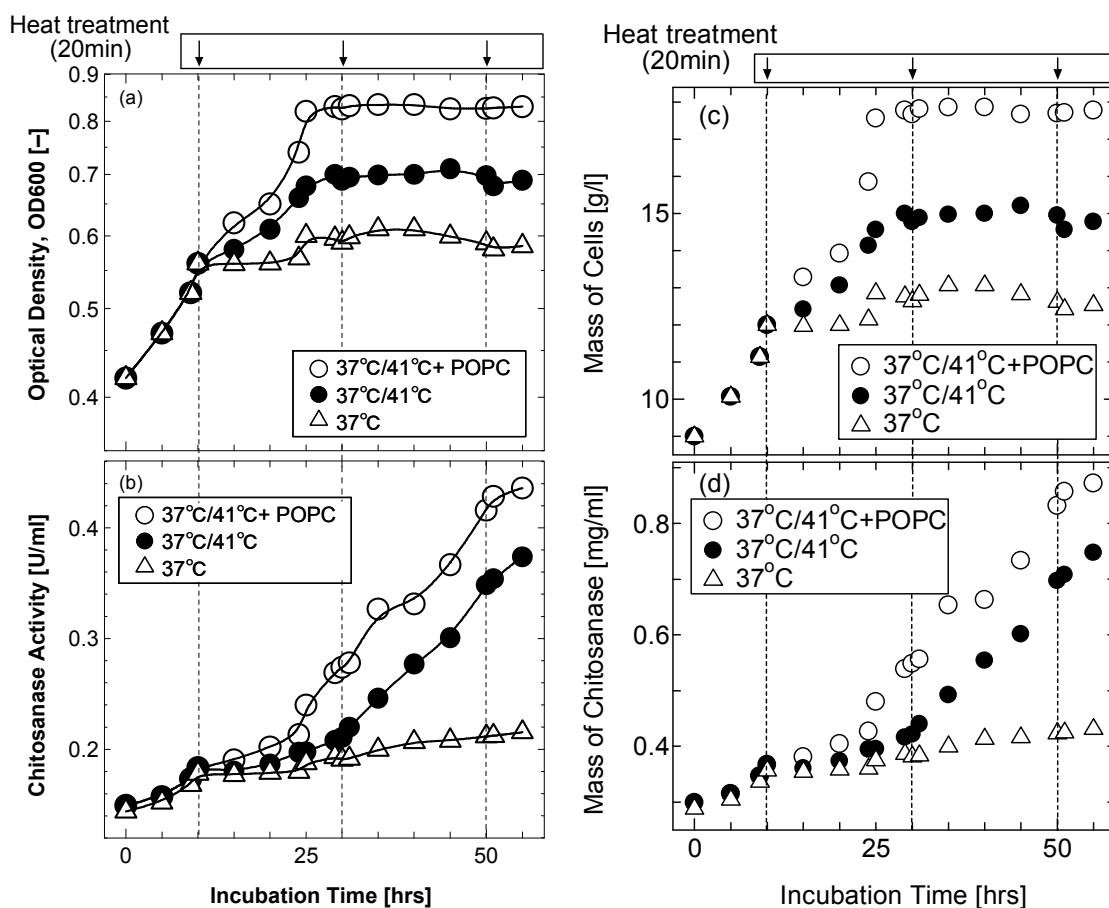 Heat treatment
(20min)
(a)
0.9
0.8
0.7
0.6
0.5
0.4
Optical Density, OD600 [–]
37°C/41°C+ POPC
37°C/41°C
37°C
(b)
0.4
0.2
Chitosanase Activity [U/ml]
37°C/41°C+ POPC
37°C/41°C
37°C
0
25
50
Incubation Time [hrs]
Heat treatment
(20min)
(c)
15
10
Mass of Cells [g/l]
37°C/41°C+POPC
37°C/41°C
37°C
(d)
0.8
0.6
0.4
Mass of Chitosanase [mg/ml]
37°C/41°C+POPC
37°C/41°C
37°C
0
25
50
Incubation Time [hrs]